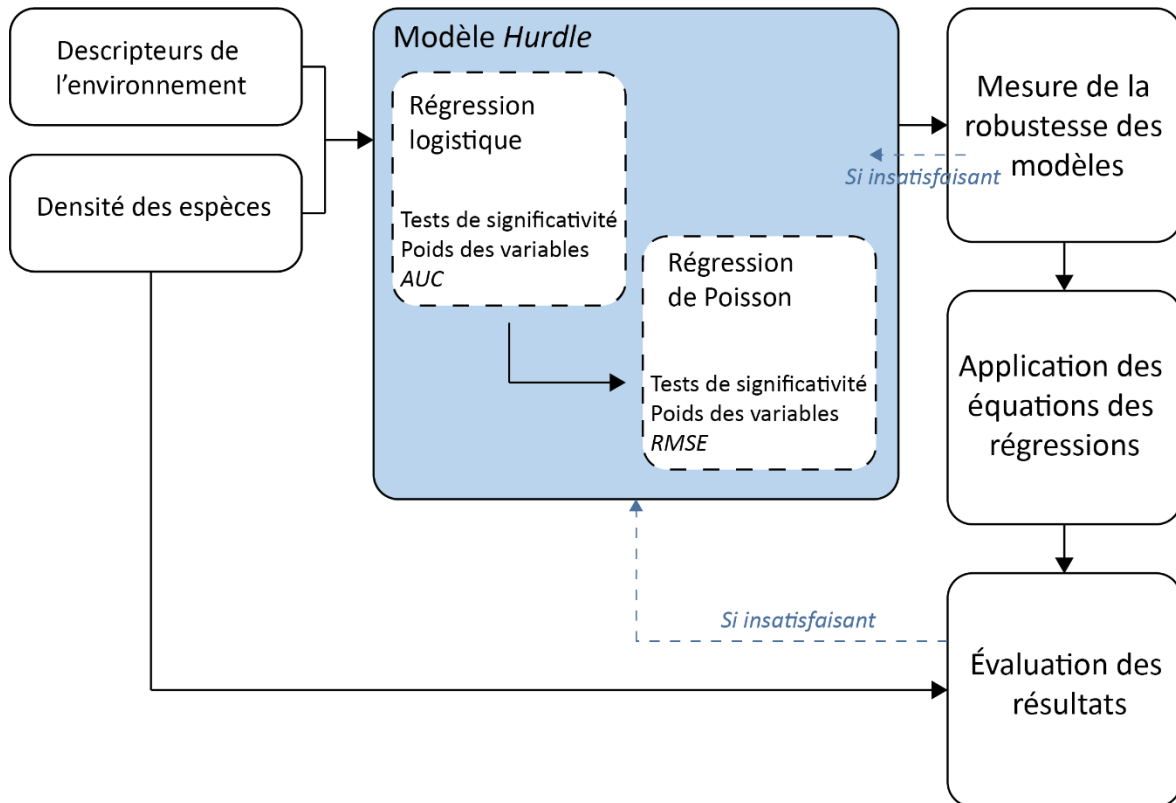 Descripteurs de
l’environnement
Densité des espèces
Modèle Hurdle
Régression
logistique
Tests de significativité
Poids des variables
AUC
Régression
de Poisson
Tests de significativité
Poids des variables
RMSE
Mesure de la
robustesse des
modèles
Si insatisfaisant
Application des
équations des
régressions
Si insatisfaisant
Évaluation des
résultats